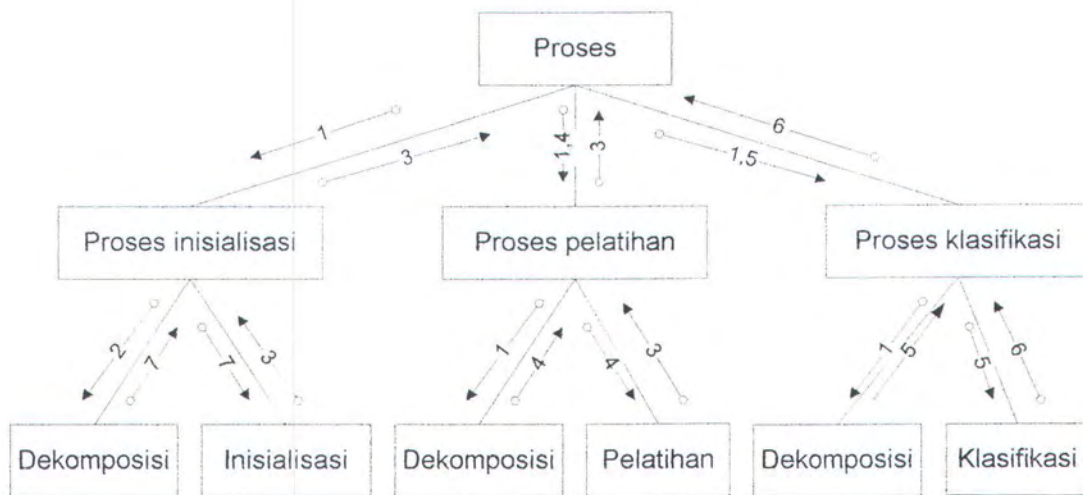 Proses
1
3
1,4
3
6
1,5
Proses inisialisasi
Proses pelatihan
Proses klasifikasi
2
7
7
3
1
4
4
3
1
5
5
6
Dekomposisi
Inisialisasi
Dekomposisi
Pelatihan
Dekomposisi
Klasifikasi